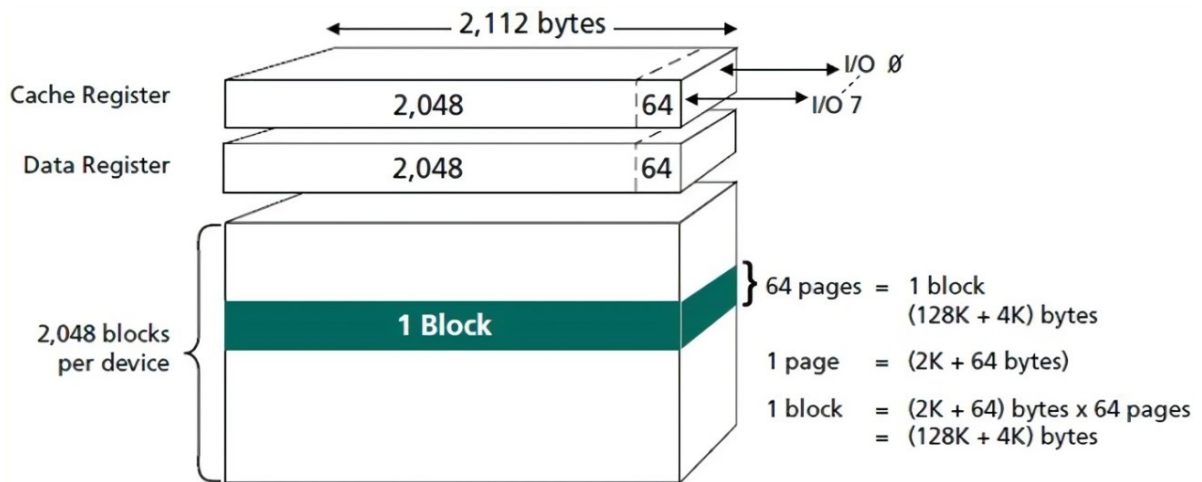 2,112 bytes
Cache Register
2,048
64
I/O Ø
I/O 7
Data Register
2,048
64
2,048 blocks
per device
1 Block
64 pages = 1 block
(128K + 4K) bytes
1 page = (2K + 64 bytes)
1 block = (2K + 64) bytes x 64 pages
= (128K + 4K) bytes